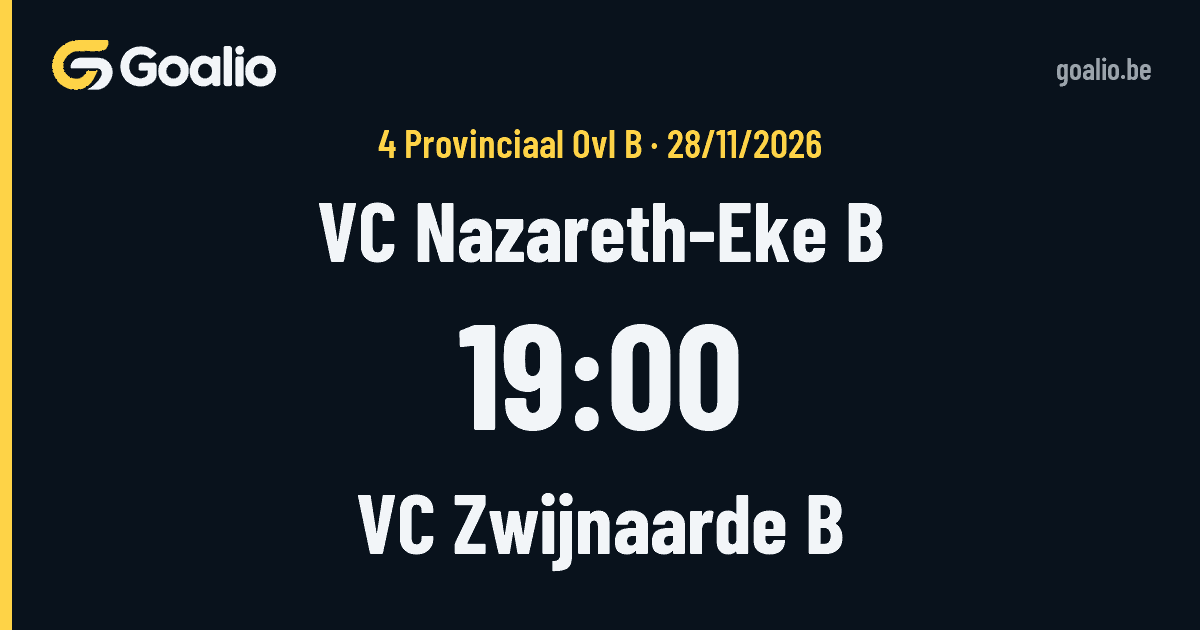 Goalio
goalio.be
4 Provinciaal Ovl B · 28/11/2026
VC Nazareth-Eke B
19:00
VC Zwijnaarde B